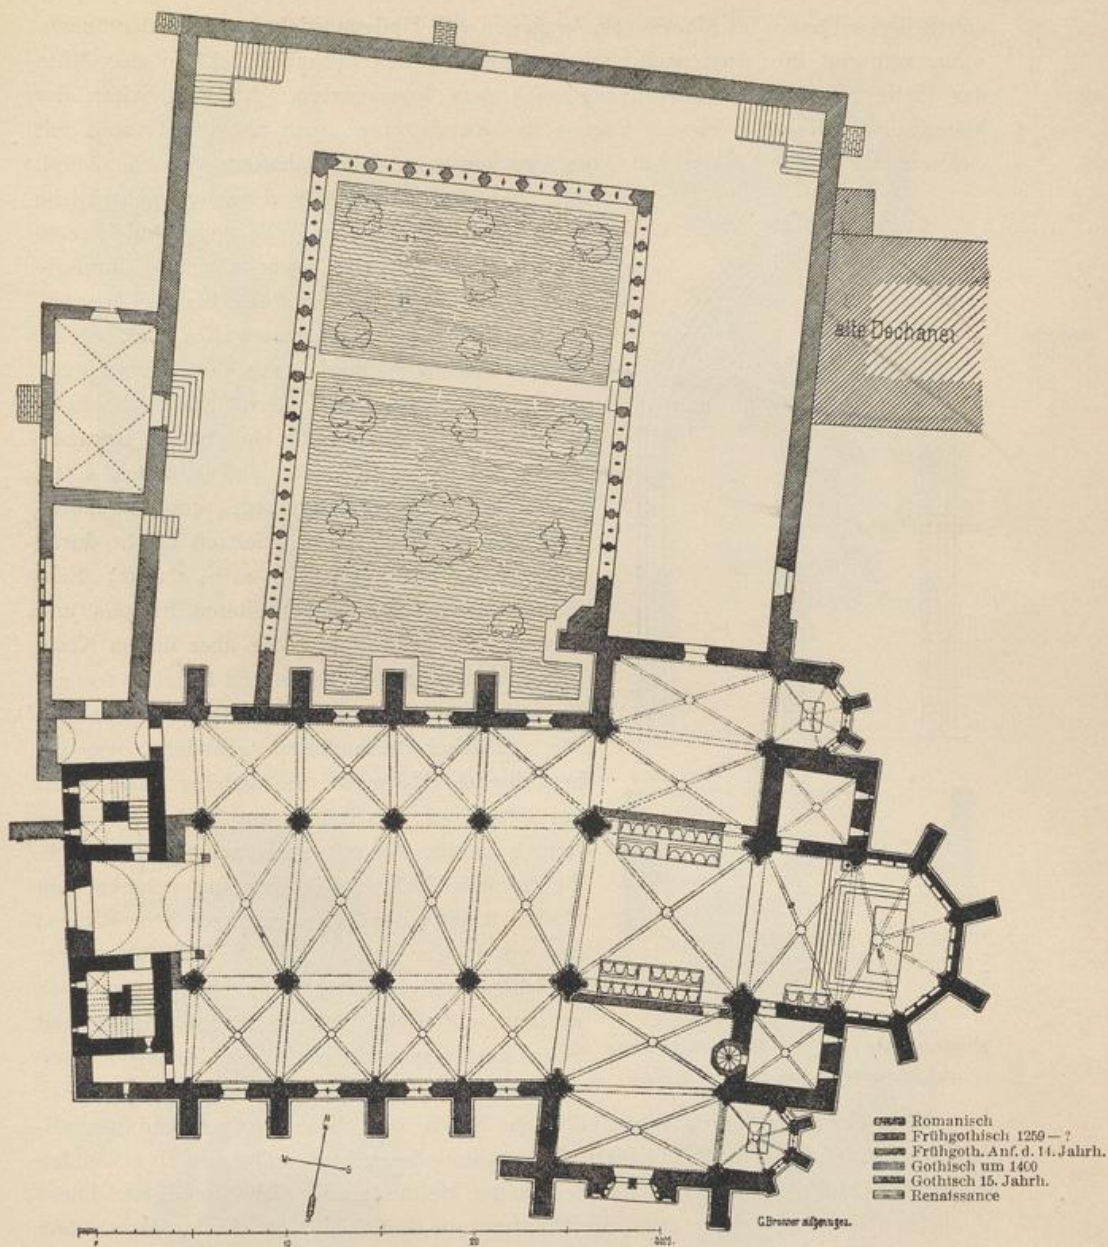 alte Dechanei
Romanisch
Frühgothisch 1259 — ?
Frühgoth. Anf. d. 14. Jahrh.
Gothisch um 1400
Gothisch 15. Jahrh.
Renaissance
N
S
10
20
G. Bronner